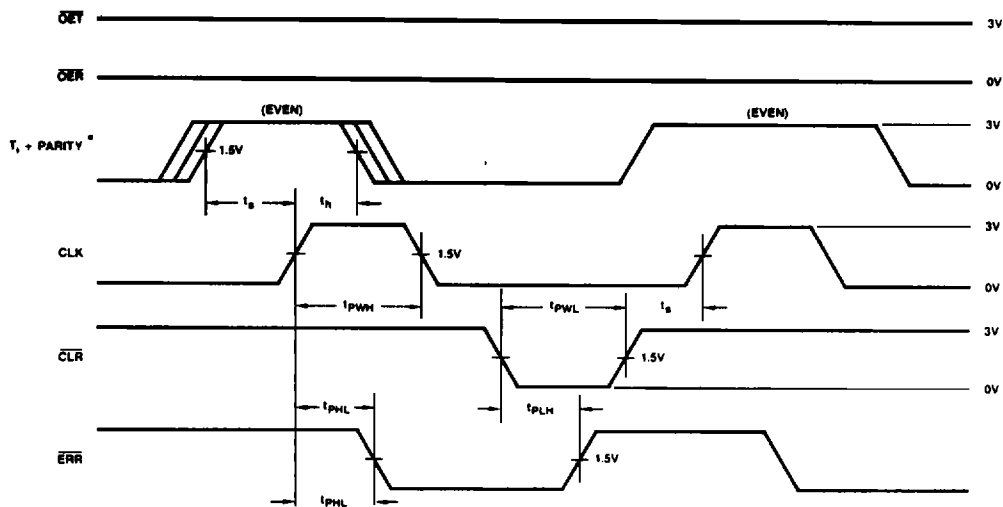 OET 3V
OER 0V
(EVEN) (EVEN)
T, + PARITY * 3V
1.5V
0V
ts th
CLK 3V
1.5V
0V
tPWH tPWL ts
CLR 3V
1.5V
0V
tPHL tPLH
ERR
1.5V
tPHL